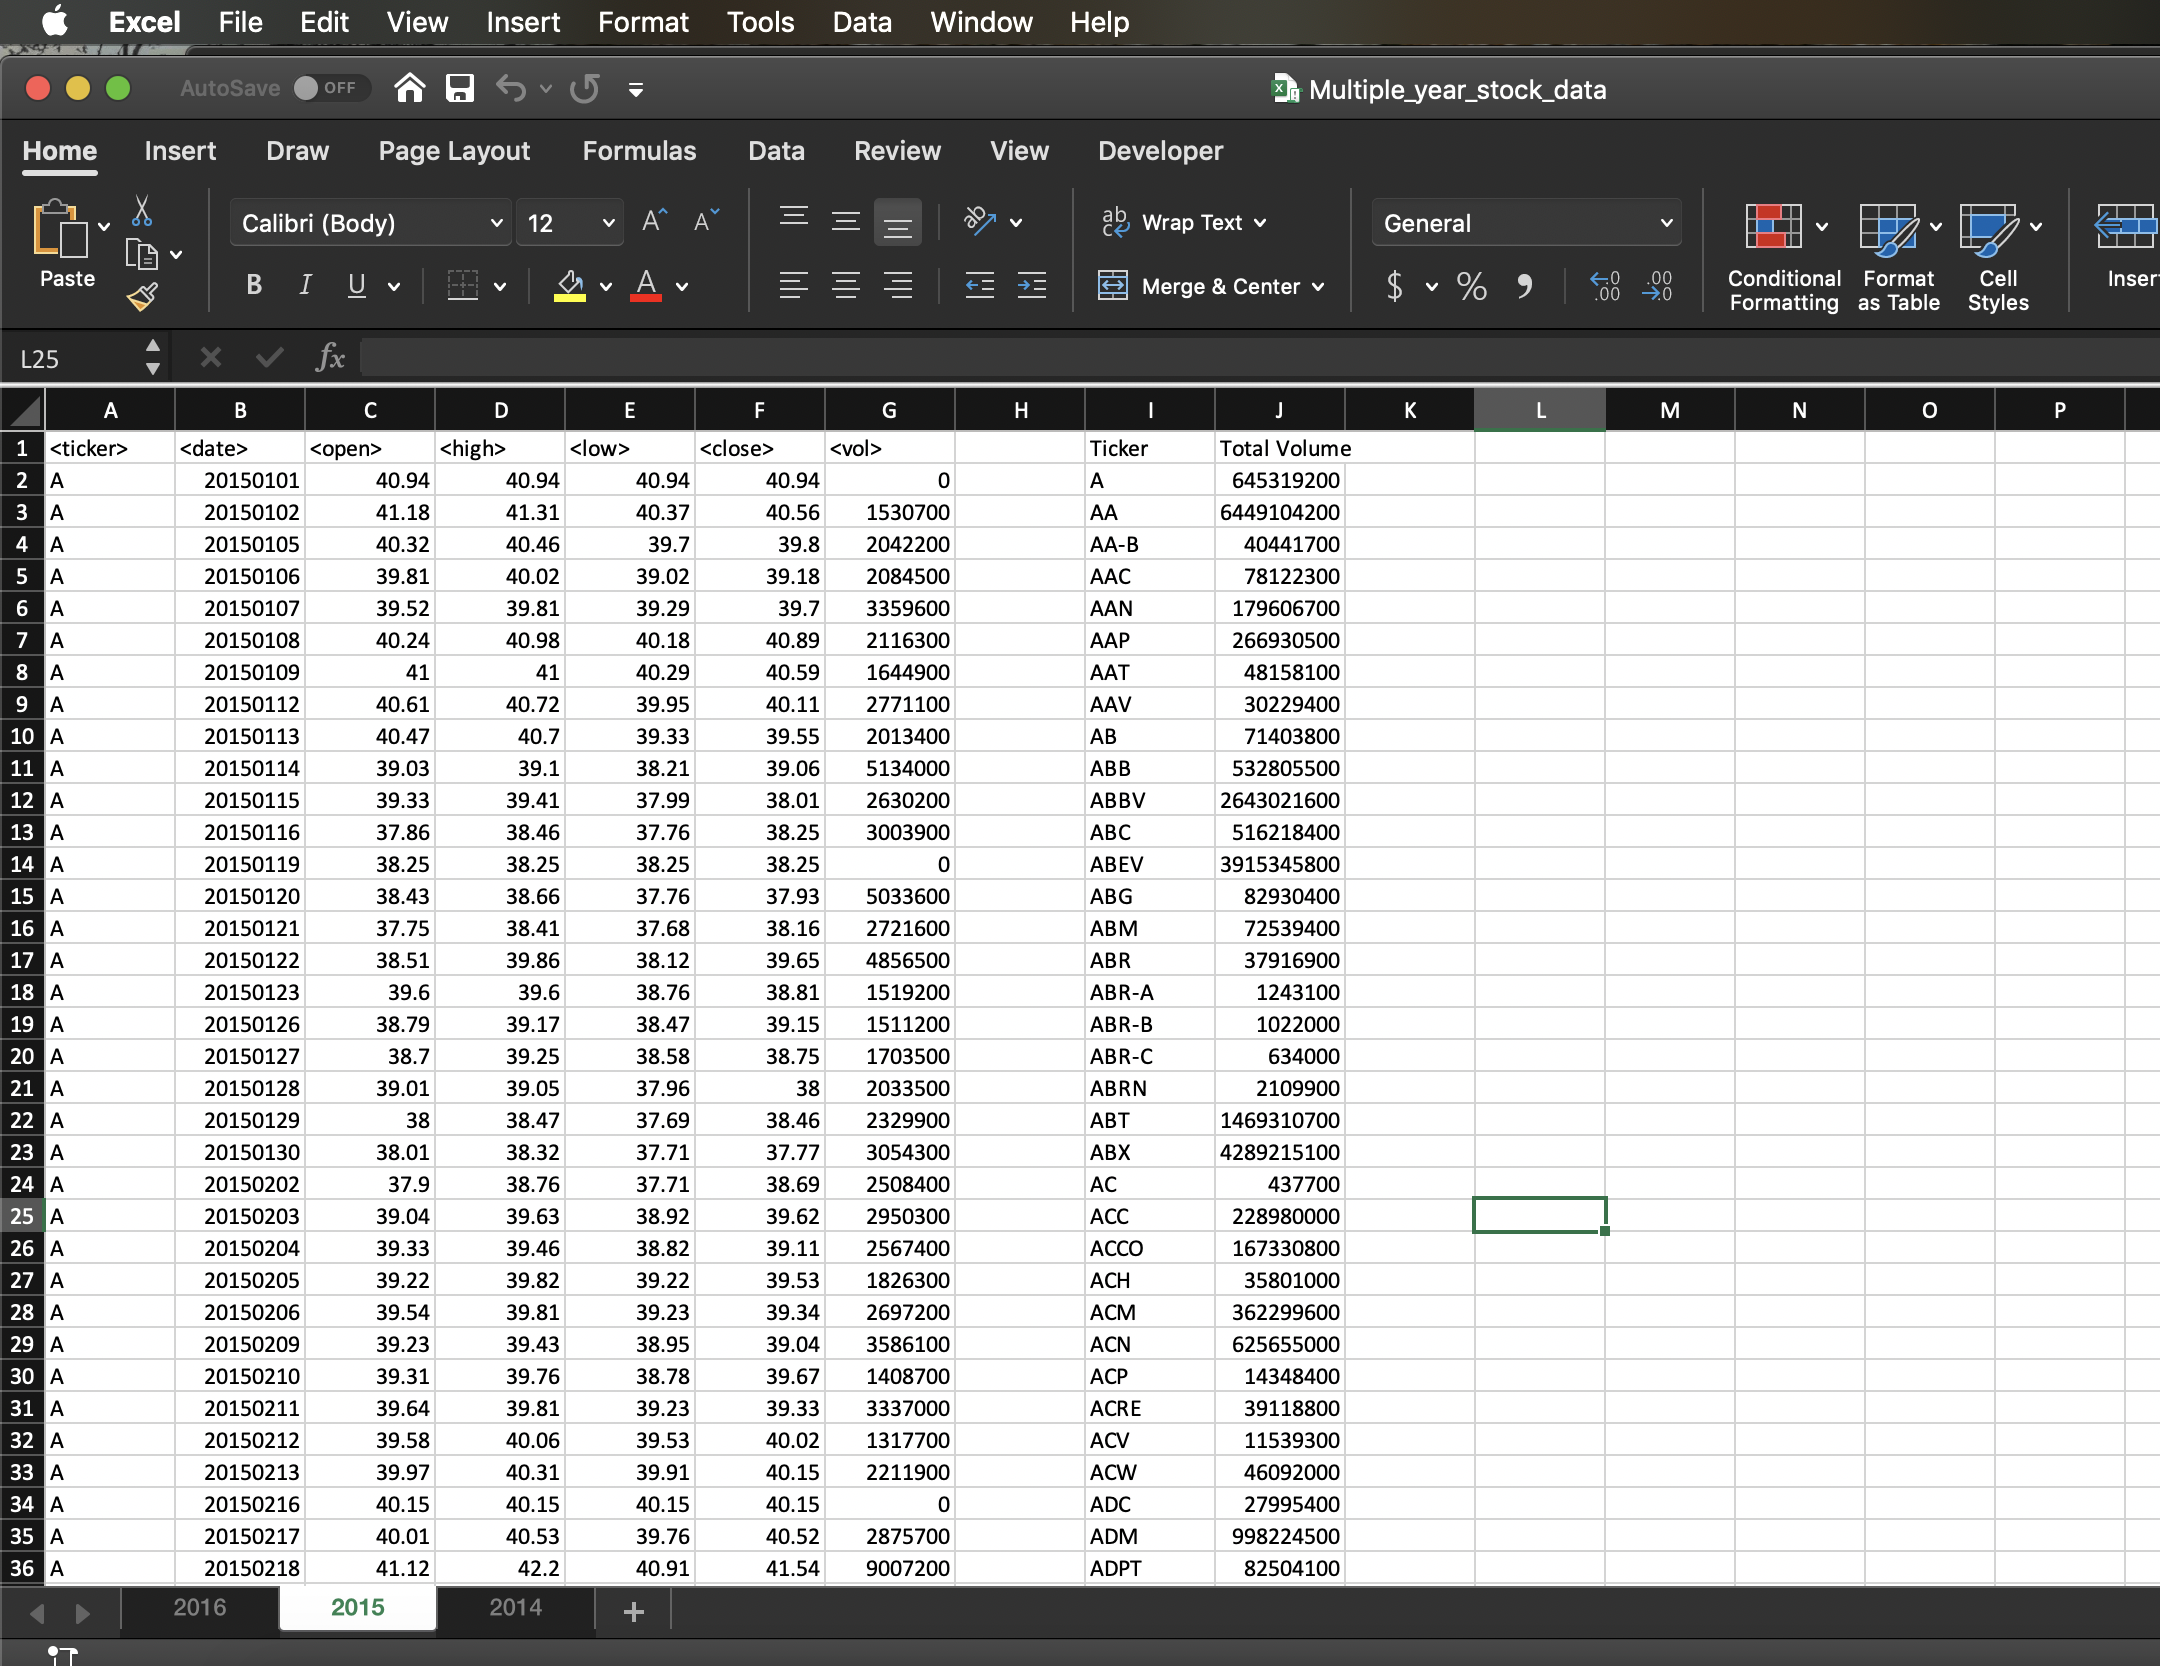 Excel File Edit View Insert Format Tools Data Window Help
AutoSave OFF Multiple_year_stock_data
Home Insert Draw Page Layout Formulas Data Review View Developer
Calibri (Body) 12 A A ab Wrap Text General
Paste B I U A Merge & Center $ % 9 .0 .00 .00 .0 Conditional Formatting Format as Table Cell Styles Inser
L25 fx
A B C D E F G H I J K L M N O P
1 <ticker> <date> <open> <high> <low> <close> <vol> Ticker Total Volume
2 A 20150101 40.94 40.94 40.94 40.94 0 A 645319200
3 A 20150102 41.18 41.31 40.37 40.56 1530700 AA 6449104200
4 A 20150105 40.32 40.46 39.7 39.8 2042200 AA-B 40441700
5 A 20150106 39.81 40.02 39.02 39.18 2084500 AAC 78122300
6 A 20150107 39.52 39.81 39.29 39.7 3359600 AAN 179606700
7 A 20150108 40.24 40.98 40.18 40.89 2116300 AAP 266930500
8 A 20150109 41 41 40.29 40.59 1644900 AAT 48158100
9 A 20150112 40.61 40.72 39.95 40.11 2771100 AAV 30229400
10 A 20150113 40.47 40.7 39.33 39.55 2013400 AB 71403800
11 A 20150114 39.03 39.1 38.21 39.06 5134000 ABB 532805500
12 A 20150115 39.33 39.41 37.99 38.01 2630200 ABBV 2643021600
13 A 20150116 37.86 38.46 37.76 38.25 3003900 ABC 516218400
14 A 20150119 38.25 38.25 38.25 38.25 0 ABEV 3915345800
15 A 20150120 38.43 38.66 37.76 37.93 5033600 ABG 82930400
16 A 20150121 37.75 38.41 37.68 38.16 2721600 ABM 72539400
17 A 20150122 38.51 39.86 38.12 39.65 4856500 ABR 37916900
18 A 20150123 39.6 39.6 38.76 38.81 1519200 ABR-A 1243100
19 A 20150126 38.79 39.17 38.47 39.15 1511200 ABR-B 1022000
20 A 20150127 38.7 39.25 38.58 38.75 1703500 ABR-C 634000
21 A 20150128 39.01 39.05 37.96 38 2033500 ABRN 2109900
22 A 20150129 38 38.47 37.69 38.46 2329900 ABT 1469310700
23 A 20150130 38.01 38.32 37.71 37.77 3054300 ABX 4289215100
24 A 20150202 37.9 38.76 37.71 38.69 2508400 AC 437700
25 A 20150203 39.04 39.63 38.92 39.62 2950300 ACC 228980000
26 A 20150204 39.33 39.46 38.82 39.11 2567400 ACCO 167330800
27 A 20150205 39.22 39.82 39.22 39.53 1826300 ACH 35801000
28 A 20150206 39.54 39.81 39.23 39.34 2697200 ACM 362299600
29 A 20150209 39.23 39.43 38.95 39.04 3586100 ACN 625655000
30 A 20150210 39.31 39.76 38.78 39.67 1408700 ACP 14348400
31 A 20150211 39.64 39.81 39.23 39.33 3337000 ACRE 39118800
32 A 20150212 39.58 40.06 39.53 40.02 1317700 ACV 11539300
33 A 20150213 39.97 40.31 39.91 40.15 2211900 ACW 46092000
34 A 20150216 40.15 40.15 40.15 40.15 0 ADC 27995400
35 A 20150217 40.01 40.53 39.76 40.52 2875700 ADM 998224500
36 A 20150218 41.12 42.2 40.91 41.54 9007200 ADPT 82504100
2016 2015 2014 +